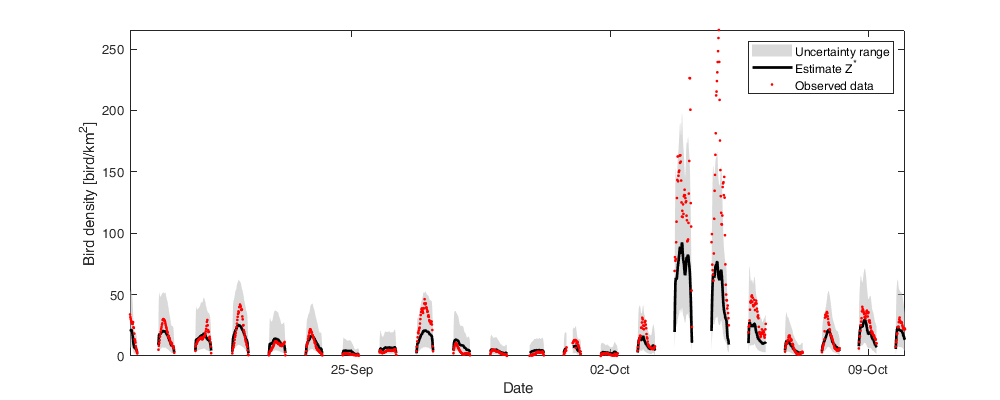 250
200
150
100
50
0
Bird density [bird/km²]
25-Sep
02-Oct
09-Oct
Date
Uncertainty range
Estimate Z*
Observed data